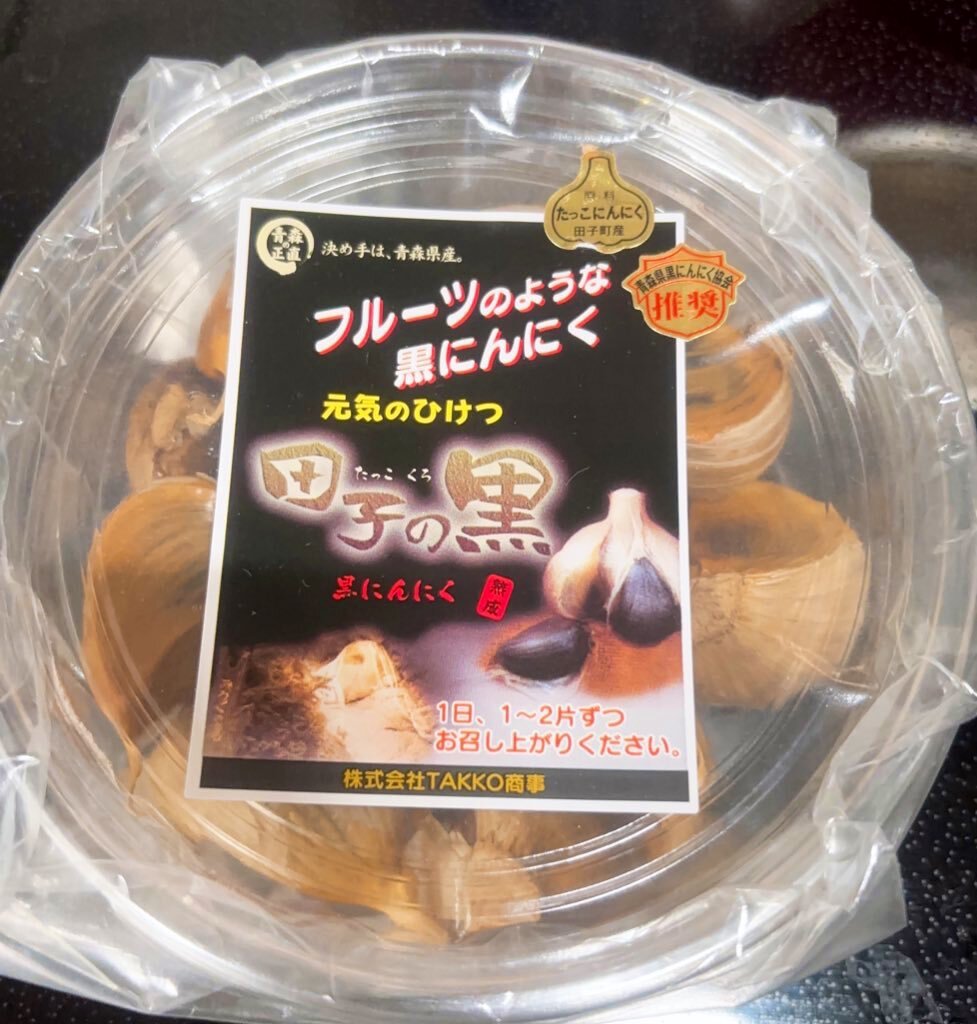 原料
たっこにんにく
田子町産
青森の正直
決め手は、青森県産。
青森県黒にんにく協会
推奨
フルーツのような
黒にんにく
元気のひけつ
たっこ くろ
田子の黒
黒にんにく
熟成
1日、1~2片ずつ
お召し上がりください。
株式会社TAKKO商事